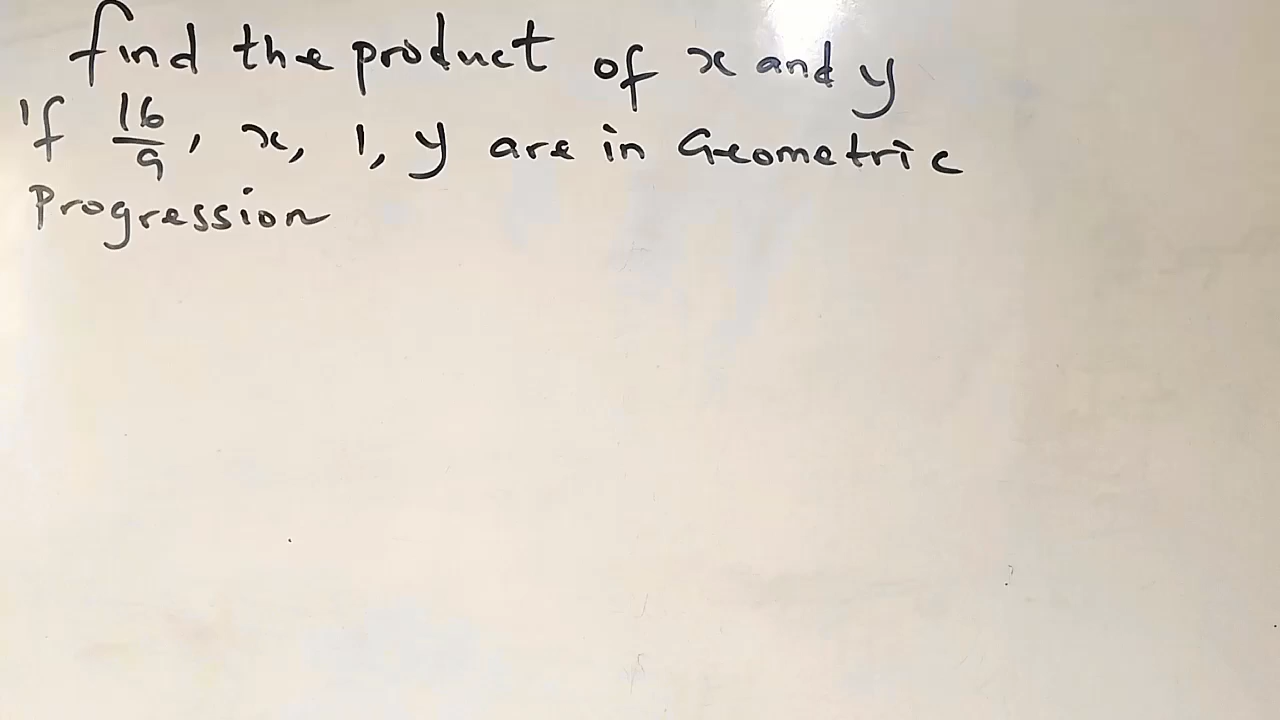 find the product of x and y
If 16/9, x, 1, y are in Geometric
Progression